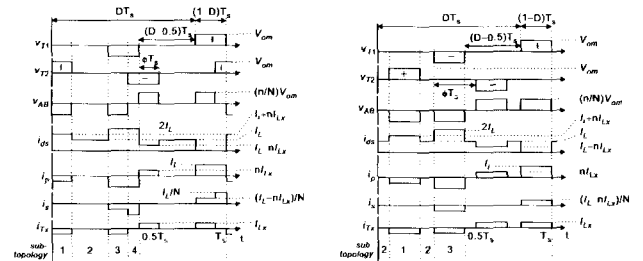 DTs (1-D)Ts
(D-0.5)Ts
vT1 Vom
φTs
vT2 Vom
vAB (n/N)Vom
IL+nILx
2IL IL
ids IL-nILx
IL nILx
ip
IL/N (IL-nILx)/N
is
iTx ILx
0.5Ts Ts t
sub-
topology 1 2 3 4
DTs (1-D)Ts
(D-0.5)Ts
vT1 Vom
vT2 Vom
φTs
vAB (n/N)Vom
IL+nILx
2IL IL
ids IL-nILx
IL nILx
ip
(IL nILx)/N
is
iTx ILx
0.5Ts Ts t
sub-
topology 2 1 2 3